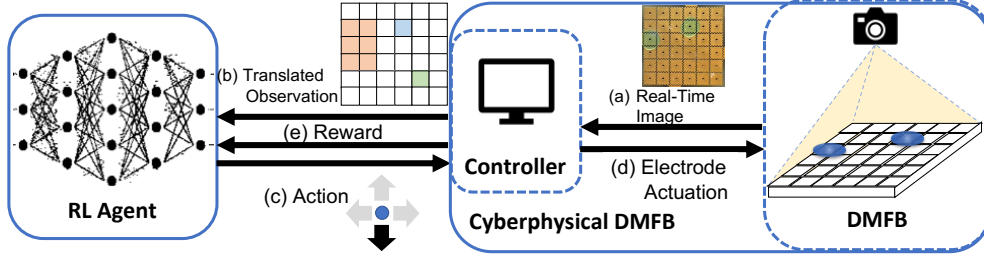 (b) Translated
Observation
(e) Reward
(c) Action
RL Agent
(a) Real-Time
Image
Controller
(d) Electrode
Actuation
Cyberphysical DMFB
DMFB